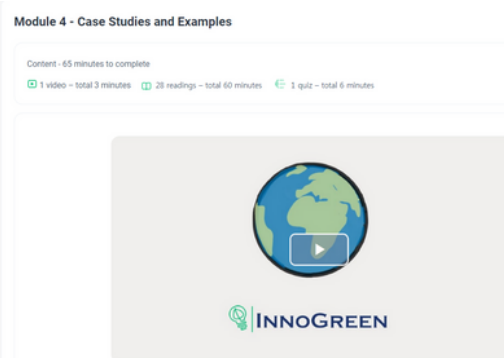 Module 4 - Case Studies and Examples
Content - 65 minutes to complete
1 video – total 3 minutes 28 readings – total 60 minutes 1 quiz – total 6 minutes
INNOGREEN